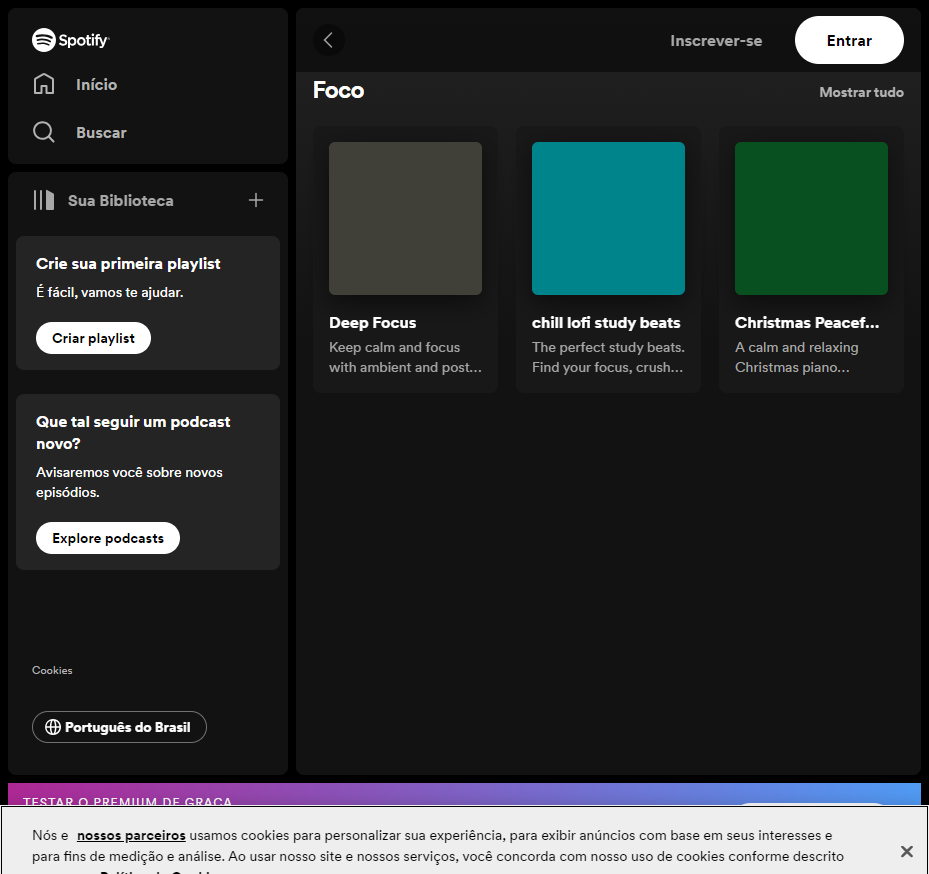 Spotify
Início
Buscar
Sua Biblioteca
Crie sua primeira playlist
É fácil, vamos te ajudar.
Criar playlist
Que tal seguir um podcast
novo?
Avisaremos você sobre novos
episódios.
Explore podcasts
Cookies
Português do Brasil
Inscrever-se
Entrar
Foco
Mostrar tudo
Deep Focus
Keep calm and focus
with ambient and post...
chill lofi study beats
The perfect study beats.
Find your focus, crush...
Christmas Peacef...
A calm and relaxing
Christmas piano...
TESTAR O PREMIUM DE GRAÇA
Nós e nossos parceiros usamos cookies para personalizar sua experiência, para exibir anúncios com base em seus interesses e
para fins de medição e análise. Ao usar nosso site e nossos serviços, você concorda com nosso uso de cookies conforme descrito